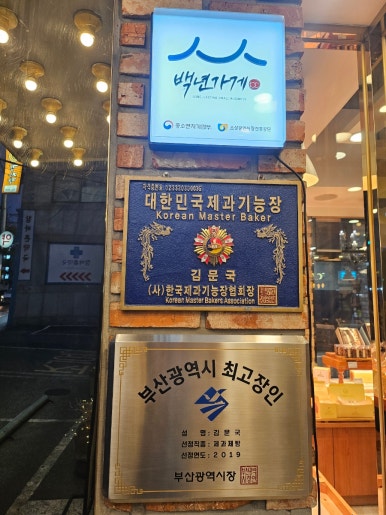 백년가게
중소벤처기업부
소상공인시장진흥공단
대한민국제과기능장
Korean Master Baker
김문국
(사)한국제과기능장협회장
Korean Master Bakers Association
부산광역시 최고장인
성 명 : 김 문 국
선정직종 : 제과제빵
선정연도 : 2019
부산광역시장